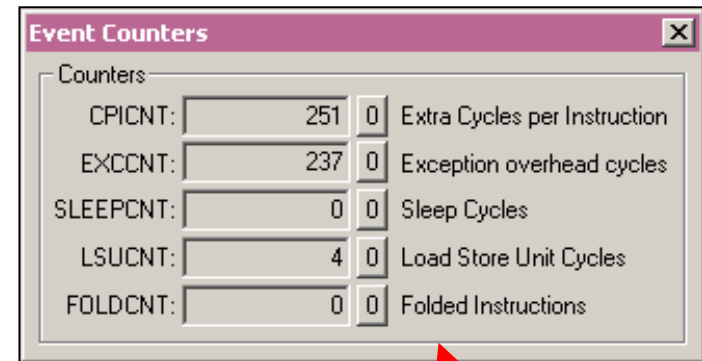 Event Counters
Counters
CPICNT: 251 0 Extra Cycles per Instruction
EXCCNT: 237 0 Exception overhead cycles
SLEEPCNT: 0 0 Sleep Cycles
LSUCNT: 4 0 Load Store Unit Cycles
FOLDCNT: 0 0 Folded Instructions